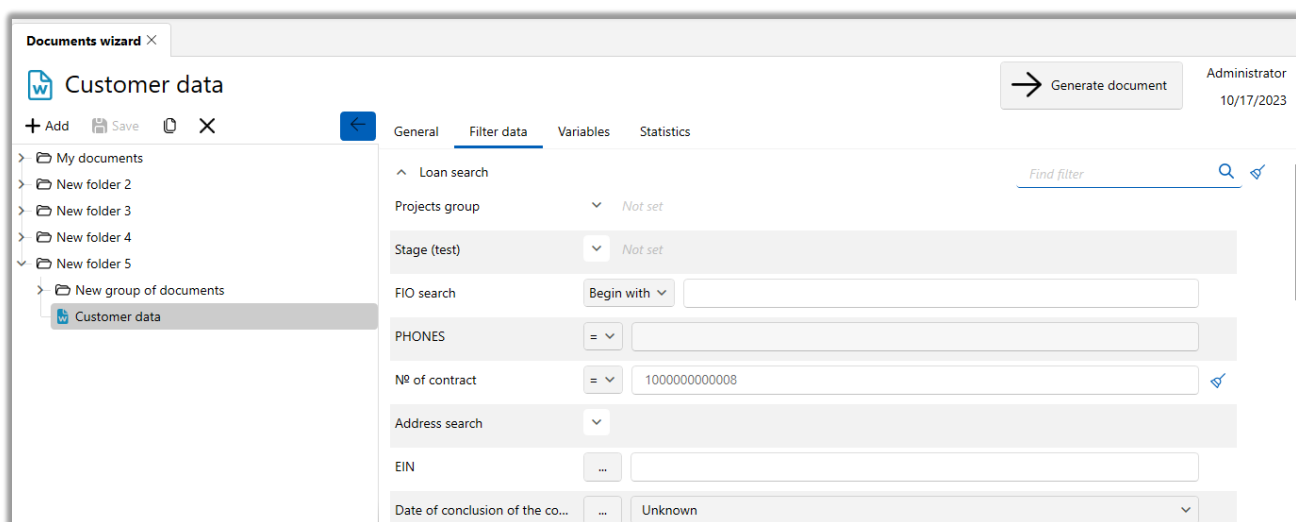 Documents wizard
Customer data
Generate document
Administrator
10/17/2023
Add Save
General Filter data Variables Statistics
My documents
New folder 2
New folder 3
New folder 4
New folder 5
New group of documents
Customer data
Loan search
Find filter
Projects group Not set
Stage (test) Not set
FIO search Begin with
PHONES =
№ of contract = 1000000000008
Address search
EIN ...
Date of conclusion of the co... ... Unknown